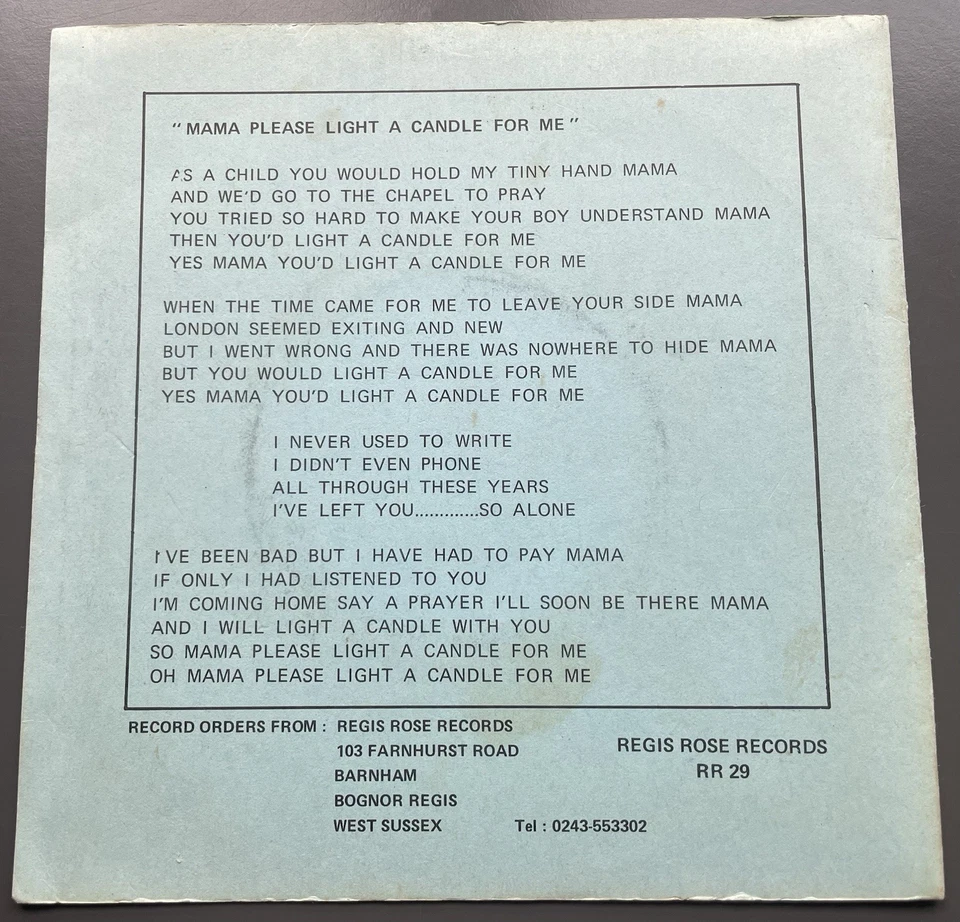 "MAMA PLEASE LIGHT A CANDLE FOR ME"
AS A CHILD YOU WOULD HOLD MY TINY HAND MAMA
AND WE'D GO TO THE CHAPEL TO PRAY
YOU TRIED SO HARD TO MAKE YOUR BOY UNDERSTAND MAMA
THEN YOU'D LIGHT A CANDLE FOR ME
YES MAMA YOU'D LIGHT A CANDLE FOR ME
WHEN THE TIME CAME FOR ME TO LEAVE YOUR SIDE MAMA
LONDON SEEMED EXITING AND NEW
BUT I WENT WRONG AND THERE WAS NOWHERE TO HIDE MAMA
BUT YOU WOULD LIGHT A CANDLE FOR ME
YES MAMA YOU'D LIGHT A CANDLE FOR ME
I NEVER USED TO WRITE
I DIDN'T EVEN PHONE
ALL THROUGH THESE YEARS
I'VE LEFT YOU.............SO ALONE
I'VE BEEN BAD BUT I HAVE HAD TO PAY MAMA
IF ONLY I HAD LISTENED TO YOU
I'M COMING HOME SAY A PRAYER I'LL SOON BE THERE MAMA
AND I WILL LIGHT A CANDLE WITH YOU
SO MAMA PLEASE LIGHT A CANDLE FOR ME
OH MAMA PLEASE LIGHT A CANDLE FOR ME
RECORD ORDERS FROM : REGIS ROSE RECORDS
103 FARNHURST ROAD
BARNHAM
BOGNOR REGIS
WEST SUSSEX Tel : 0243-553302
REGIS ROSE RECORDS
RR 29